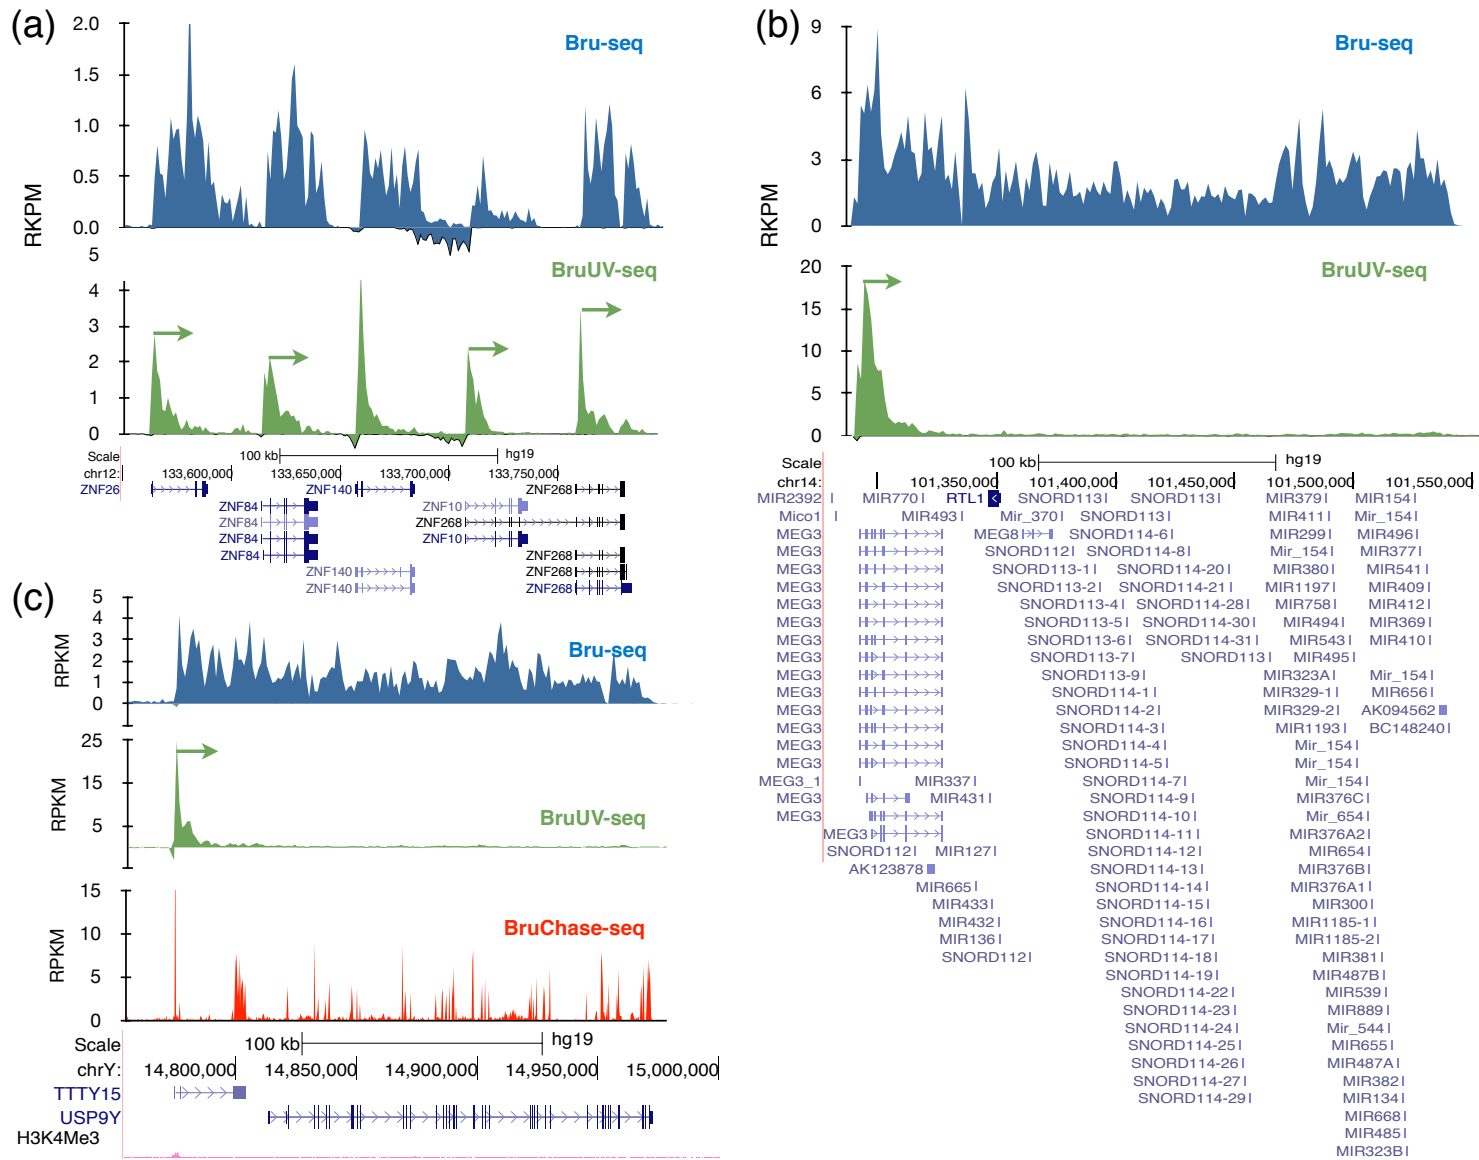 (a)
2.0
1.5
1.0
0.5
0.0
RKPM
Bru-seq
5
4
3
2
1
0
BruUV-seq
Scale 100 kb hg19
chr12: 133,600,000 133,650,000 133,700,000 133,750,000
ZNF26 ZNF140 ZNF268
ZNF84 ZNF10
ZNF84 ZNF268
ZNF84 ZNF10
ZNF84 ZNF268
ZNF140 ZNF268
ZNF140 ZNF268
(b)
9
6
3
0
RKPM
Bru-seq
20
15
10
5
0
BruUV-seq
Scale 100 kb hg19
chr14: 101,350,000 101,400,000 101,450,000 101,500,000 101,550,000
MIR2392 MIR770 RTL1 SNORD113 SNORD113 MIR379 MIR154
Mico1 MIR493 Mir_370 SNORD113 MIR411 Mir_154
MEG3 MEG8 SNORD114-6 MIR299 MIR496
MEG3 SNORD112 SNORD114-8 Mir_154 MIR377
MEG3 SNORD113-1 SNORD114-20 MIR380 MIR541
MEG3 SNORD113-2 SNORD114-21 MIR1197 MIR409
MEG3 SNORD113-4 SNORD114-28 MIR758 MIR412
MEG3 SNORD113-5 SNORD114-30 MIR494 MIR369
MEG3 SNORD113-6 SNORD114-31 MIR543 MIR410
MEG3 SNORD113-7 SNORD113 MIR495
MEG3 SNORD113-9 MIR323A Mir_154
MEG3 SNORD114-1 MIR329-1 MIR656
MEG3 SNORD114-2 MIR329-2 AK094562
MEG3 SNORD114-3 MIR1193 BC148240
MEG3 SNORD114-4 Mir_154
MEG3 SNORD114-5 Mir_154
MEG3_1 MIR337 SNORD114-7 Mir_154
MEG3 MIR431 SNORD114-9 MIR376C
MEG3 SNORD114-10 Mir_654
MEG3 SNORD114-11 MIR376A2
SNORD112 MIR127 SNORD114-12 MIR654
AK123878 SNORD114-13 MIR376B
MIR665 SNORD114-14 MIR376A1
MIR433 SNORD114-15 MIR300
MIR432 SNORD114-16 MIR1185-1
MIR136 SNORD114-17 MIR1185-2
SNORD112 SNORD114-18 MIR381
SNORD114-19 MIR487B
SNORD114-22 MIR539
SNORD114-23 MIR889
SNORD114-24 Mir_544
SNORD114-25 MIR655
SNORD114-26 MIR487A
SNORD114-27 MIR382
SNORD114-29 MIR134
MIR668
MIR485
MIR323B
(c)
5
4
3
2
1
0
RPKM
Bru-seq
25
15
5
RPKM
BruUV-seq
15
10
5
0
RPKM
BruChase-seq
Scale 100 kb hg19
chrY: 14,800,000 14,850,000 14,900,000 14,950,000 15,000,000
TTTY15
USP9Y
H3K4Me3